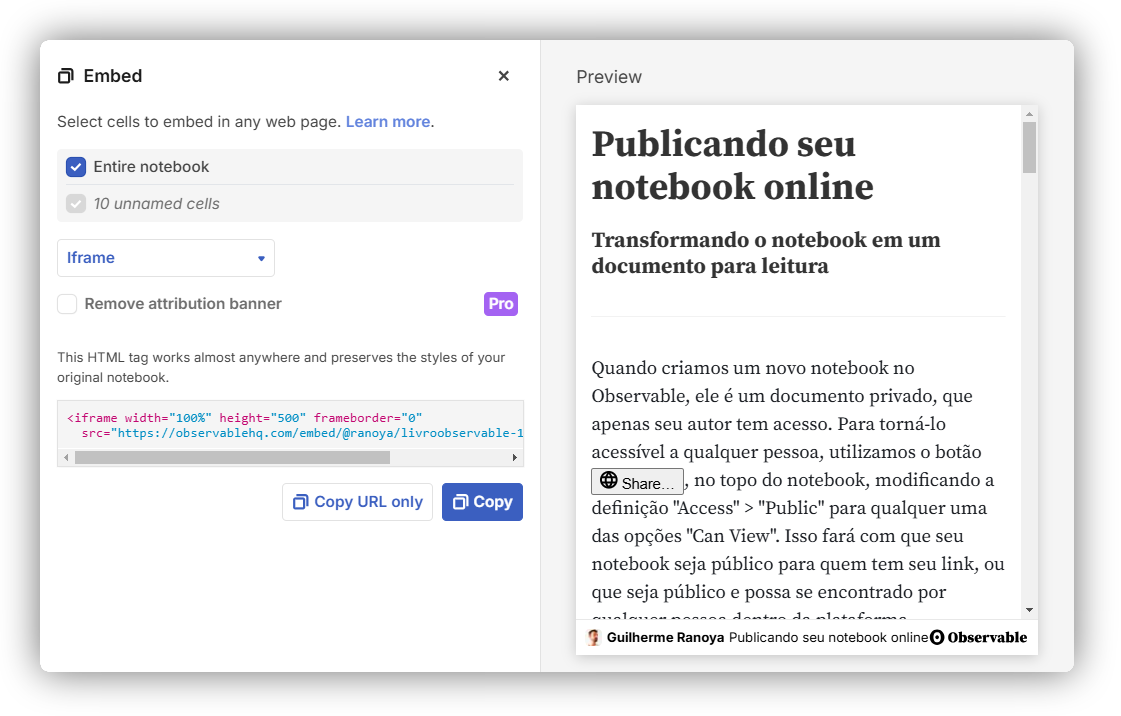 Embed
Select cells to embed in any web page. Learn more.
Entire notebook
10 unnamed cells
Iframe
Remove attribution banner
Pro
This HTML tag works almost anywhere and preserves the styles of your
original notebook.
<iframe width="100%" height="500" frameborder="0"
src="https://observablehq.com/embed/@ranoya/livroobservable-1
Copy URL only
Copy
Preview
Publicando seu
notebook online
Transformando o notebook em um
documento para leitura
Quando criamos um novo notebook no
Observable, ele é um documento privado, que
apenas seu autor tem acesso. Para torná-lo
acessível a qualquer pessoa, utilizamos o botão
Share... , no topo do notebook, modificando a
definição "Access" > "Public" para qualquer uma
das opções "Can View". Isso fará com que seu
notebook seja público para quem tem seu link, ou
que seja público e possa se encontrado por
qualquer pessoa dentro da plataforma
Guilherme Ranoya Publicando seu notebook online Observable